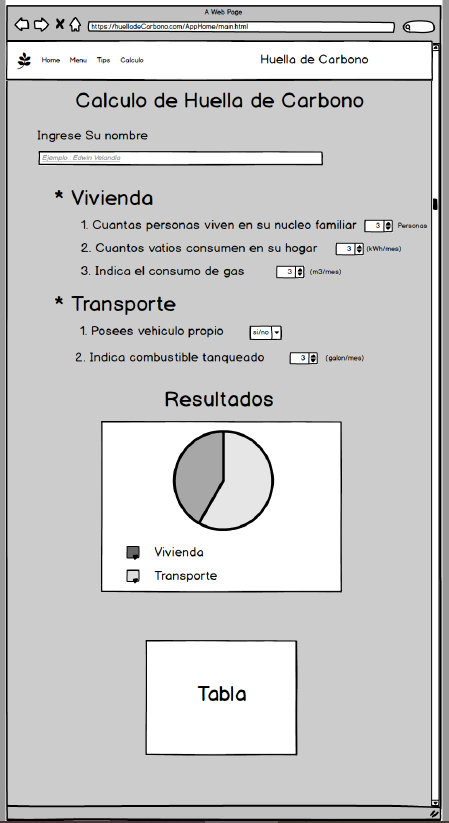 A Web Page
https://huelladeCarbono.com/AppHome/main.html
Home Menu Tips Calculo Huella de Carbono
Calculo de Huella de Carbono
Ingrese Su nombre
Ejemplo : Edwin Velandia
* Vivienda
1. Cuantas personas viven en su nucleo familiar 3 Personas
2. Cuantos vatios consumen en su hogar 3 (kWh/mes)
3. Indica el consumo de gas 3 (m3/mes)
* Transporte
1. Posees vehiculo propio si/no
2. Indica combustible tanqueado 3 (galon/mes)
Resultados
Vivienda
Transporte
Tabla